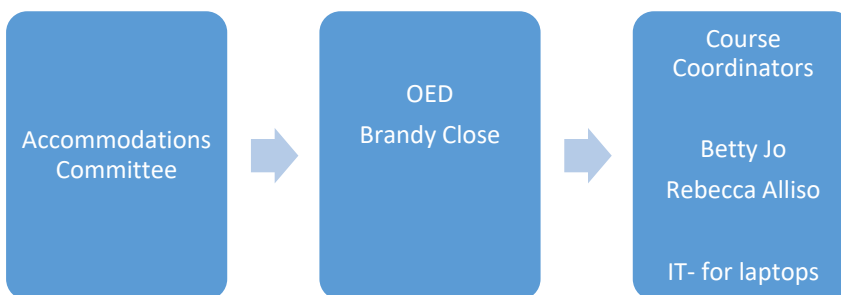 Accommodations
Committee
OED
Brandy Close
Course
Coordinators
Betty Jo
Rebecca Alliso
IT- for laptops